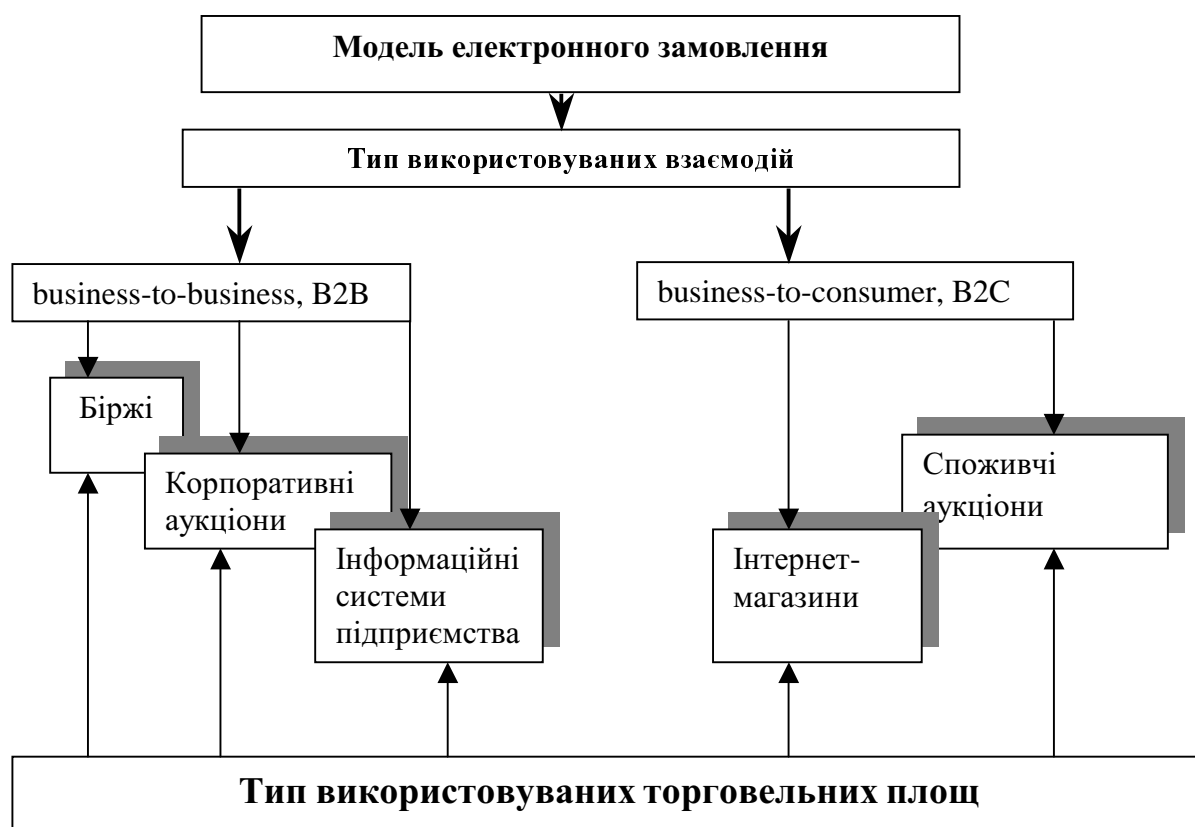 Модель електронного замовлення
Тип використовуваних взаємодій
business-to-business, B2B
business-to-consumer, B2C
Біржі
Корпоративні
аукціони
Інформаційні
системи
підприємства
Споживчі
аукціони
Інтернет-
магазини
Тип використовуваних торговельних площ